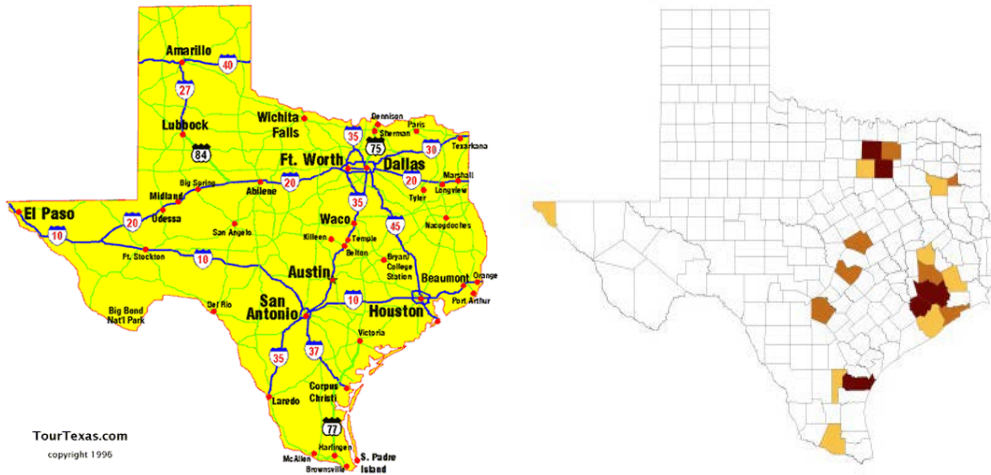 Amarillo
40
27
Lubbock
84
Wichita
Falls
Dennison
Sherman
Paris
35
75
30
Texarkana
Ft. Worth
Dallas
20
Marshall
Longview
Tyler
Big Spring
Abilene
20
Midland
Odessa
35
El Paso
20
Waco
45
Nacogdoches
San Angelo
Killeen
Temple
Belton
10
Ft. Stockton
10
Bryan/
College
Station
Austin
Beaumont
Orange
Port Arthur
Big Bend
Nat'l Park
Del Rio
San
Antonio
10
Houston
Victoria
35
37
Corpus
Christi
Laredo
77
TourTexas.com
copyright 1996
Harlingen
McAllen
S. Padre
Island
Brownsville